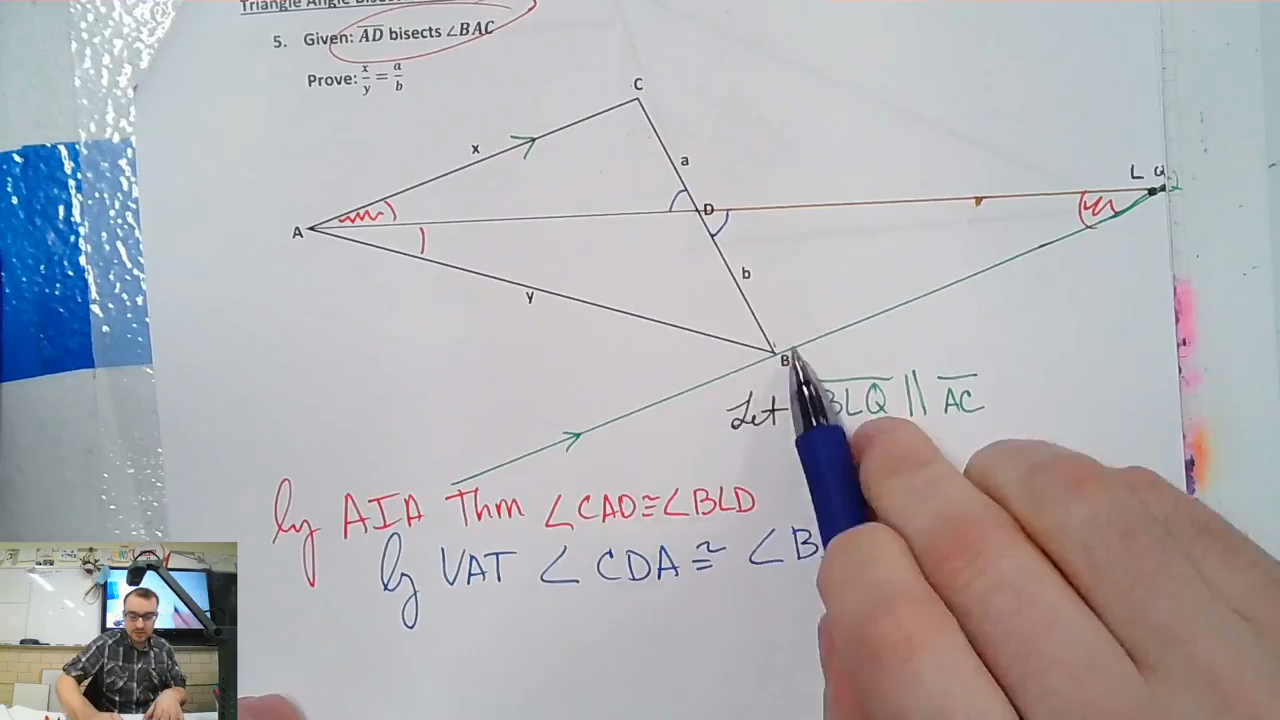 Triangle Angle
5. Given: AD bisects ∠BAC
Prove: x/y = a/b
C
x
a
L Q
D
A
b
y
B
Let BLQ || AC
by AIA Thm ∠CAD≅∠BLD
by VAT ∠CDA ≅ ∠B